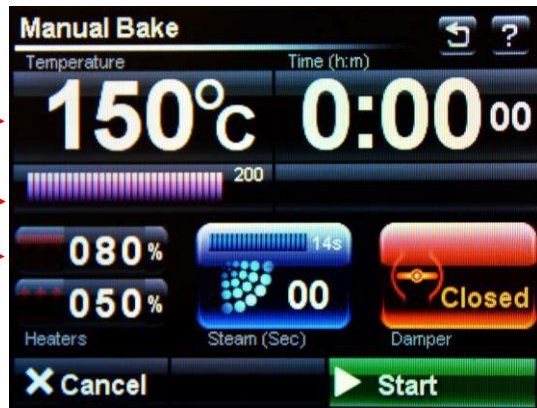 Manual Bake
?
Temperature
Time (h:m)
150°C
0:00 00
200
080%
050%
14s
00
Closed
Heaters
Steam (Sec)
Damper
Cancel
Start